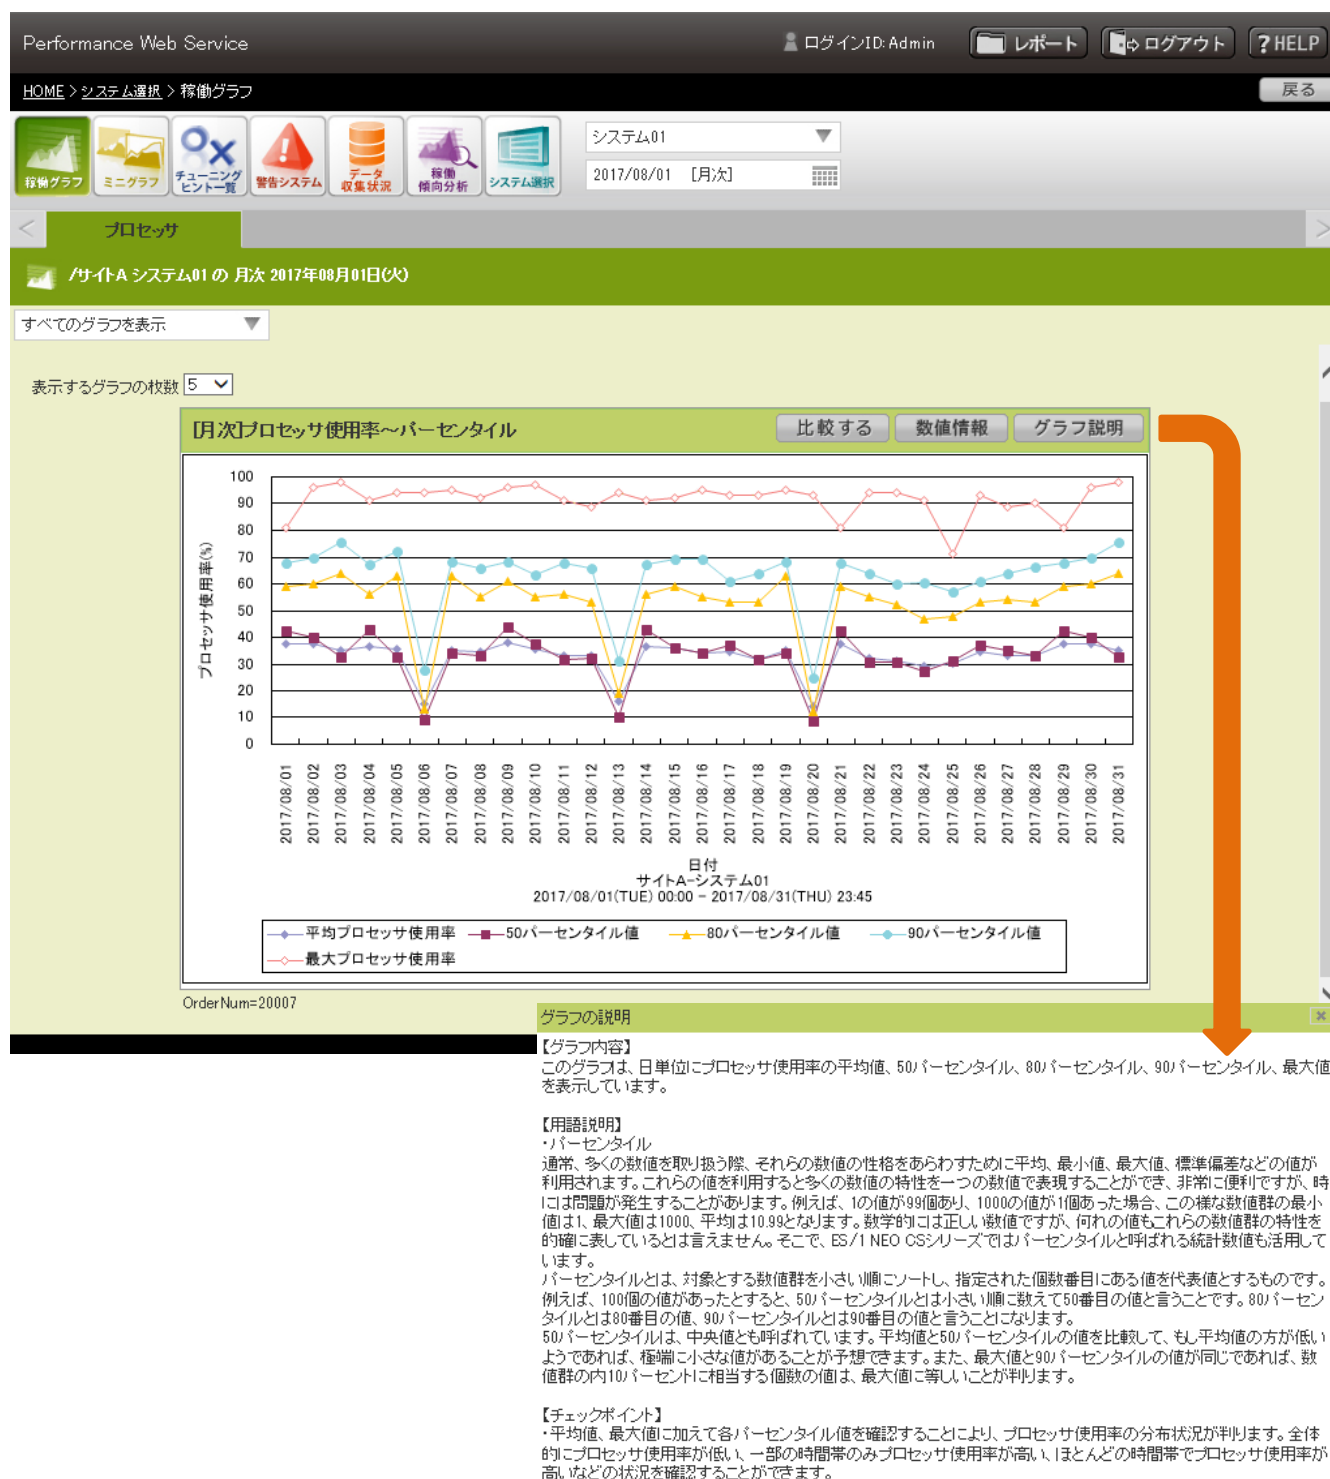 Performance Web Service
ログインID: Admin
レポート
ログアウト
? HELP
HOME > システム選択 > 稼働グラフ
戻る
稼働グラフ
ミニグラフ
チューニング
ヒント一覧
警告システム
データ
収集状況
稼働
傾向分析
システム選択
システム01
2017/08/01 [月次]
<
プロセッサ
>
/サイトA システム01 の 月次 2017年08月01日(火)
すべてのグラフを表示
表示するグラフの枚数 5
[月次]プロセッサ使用率～パーセンタイル
比較する
数値情報
グラフ説明
プロセッサ使用率(%)
100
90
80
70
60
50
40
30
20
10
0
2017/08/01
2017/08/02
2017/08/03
2017/08/04
2017/08/05
2017/08/06
2017/08/07
2017/08/08
2017/08/09
2017/08/10
2017/08/11
2017/08/12
2017/08/13
2017/08/14
2017/08/15
2017/08/16
2017/08/17
2017/08/18
2017/08/19
2017/08/20
2017/08/21
2017/08/22
2017/08/23
2017/08/24
2017/08/25
2017/08/26
2017/08/27
2017/08/28
2017/08/29
2017/08/30
2017/08/31
日付
サイトA-システム01
2017/08/01(TUE) 00:00 - 2017/08/31(THU) 23:45
平均プロセッサ使用率
50パーセンタイル値
80パーセンタイル値
90パーセンタイル値
最大プロセッサ使用率
OrderNum=20007
グラフの説明
【グラフ内容】
このグラフは、日単位にプロセッサ使用率の平均値、50パーセンタイル、80パーセンタイル、90パーセンタイル、最大値
を表示しています。
【用語説明】
・パーセンタイル
通常、多くの数値を取り扱う際、それらの数値の性格をあらわすために平均、最小値、最大値、標準偏差などの値が
利用されます。これらの値を利用すると多くの数値の特性を一つの数値で表現することができ、非常に便利ですが、時
には問題が発生することがあります。例えば、1の値が99個あり、1000の値が1個あった場合、この様な数値群の最小
値は1、最大値は1000、平均は10.99となります。数学的には正しい数値ですが、何れの値もこれらの数値群の特性を
的確に表しているとは言えません。そこで、ES/1 NEO CSシリーズではパーセンタイルと呼ばれる統計数値も活用して
います。
パーセンタイルとは、対象とする数値群を小さい順にソートし、指定された個数番目にある値を代表値とするものです。
例えば、100個の値があったとすると、50パーセンタイルとは小さい順に数えて50番目の値と言うことです。80パーセン
タイルとは80番目の値、90パーセンタイルとは90番目の値と言うことになります。
50パーセンタイルは、中央値とも呼ばれています。平均値と50パーセンタイルの値を比較して、もし平均値の方が低い
ようであれば、極端に小さな値があることが予想できます。また、最大値と90パーセンタイルの値が同じであれば、数
値群の内10パーセントに相当する個数の値は、最大値に等しいことが判ります。
【チェックポイント】
・平均値、最大値に加えて各パーセンタイル値を確認することにより、プロセッサ使用率の分布状況が判ります。全体
的にプロセッサ使用率が低い、一部の時間帯のみプロセッサ使用率が高い、ほとんどの時間帯でプロセッサ使用率が
高いなどの状況を確認することができます。